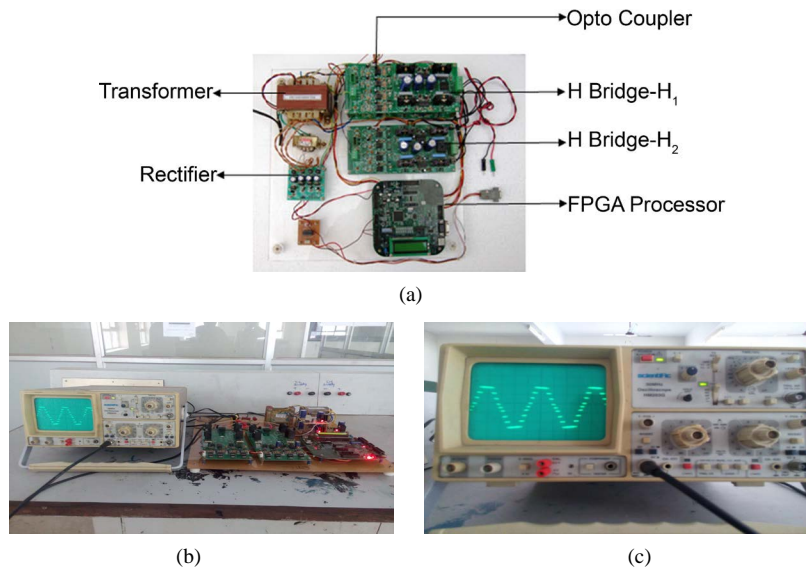 Opto Coupler
Transformer
H Bridge-H₁
H Bridge-H₂
Rectifier
FPGA Processor
(a)
(b)
(c)